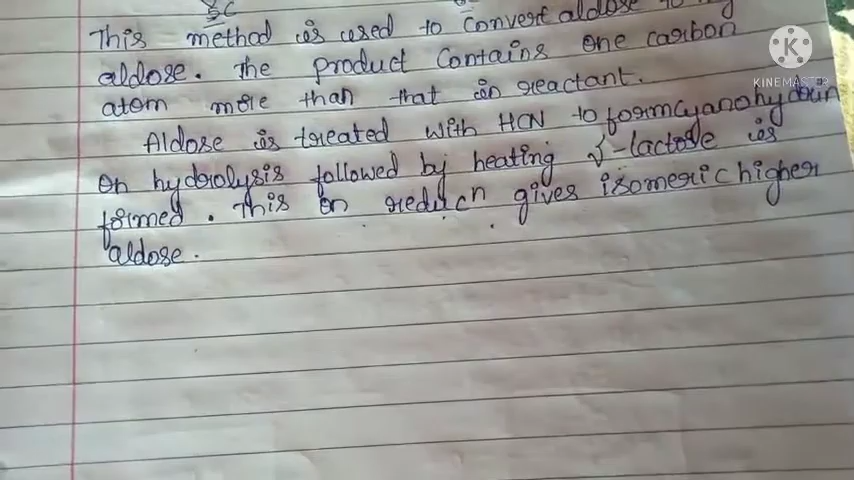 This method is used to convert aldose to
KINEMASTER
aldose. The product contains one carbon
atom more than that in reactant.
Aldose is treated with HCN to form cyanohydrin
on hydrolysis followed by heating √-lactose is
formed. This on reducn gives isomeric higher
aldose.